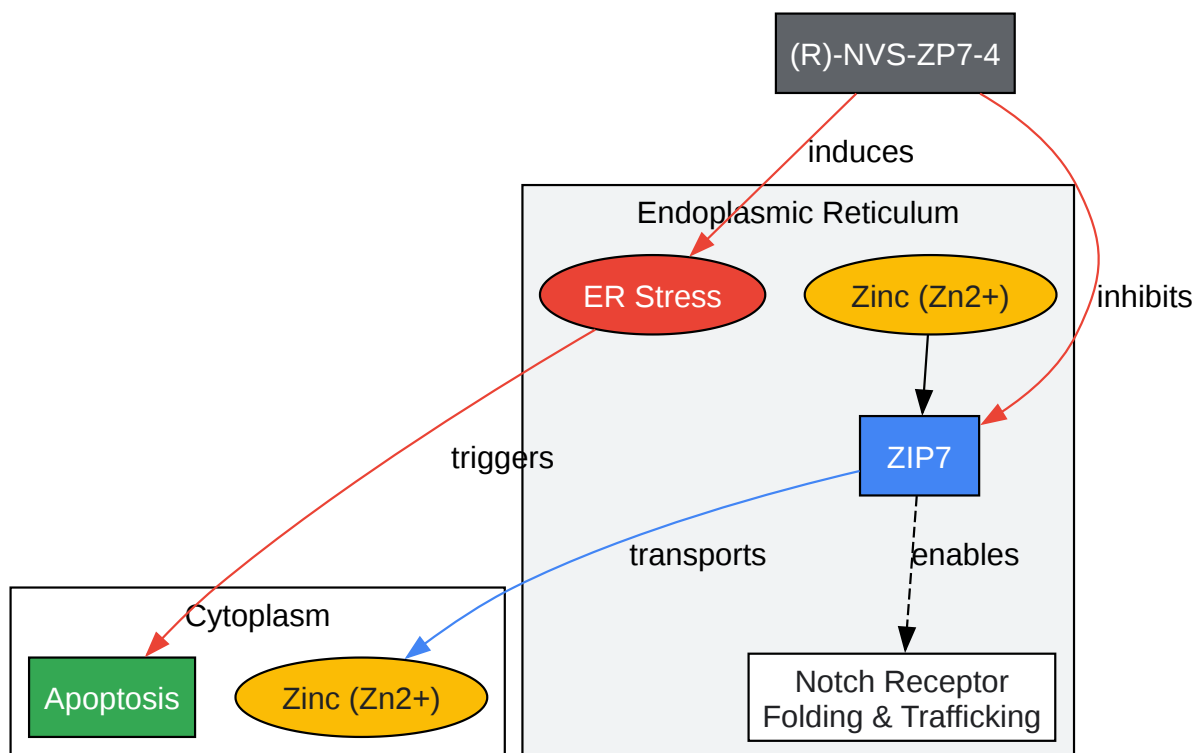 (R)-NVS-ZP7-4
induces
Endoplasmic Reticulum
ER Stress
Zinc (Zn2+)
inhibits
triggers
ZIP7
transports
enables
Cytoplasm
Apoptosis
Zinc (Zn2+)
Notch Receptor
Folding & Trafficking